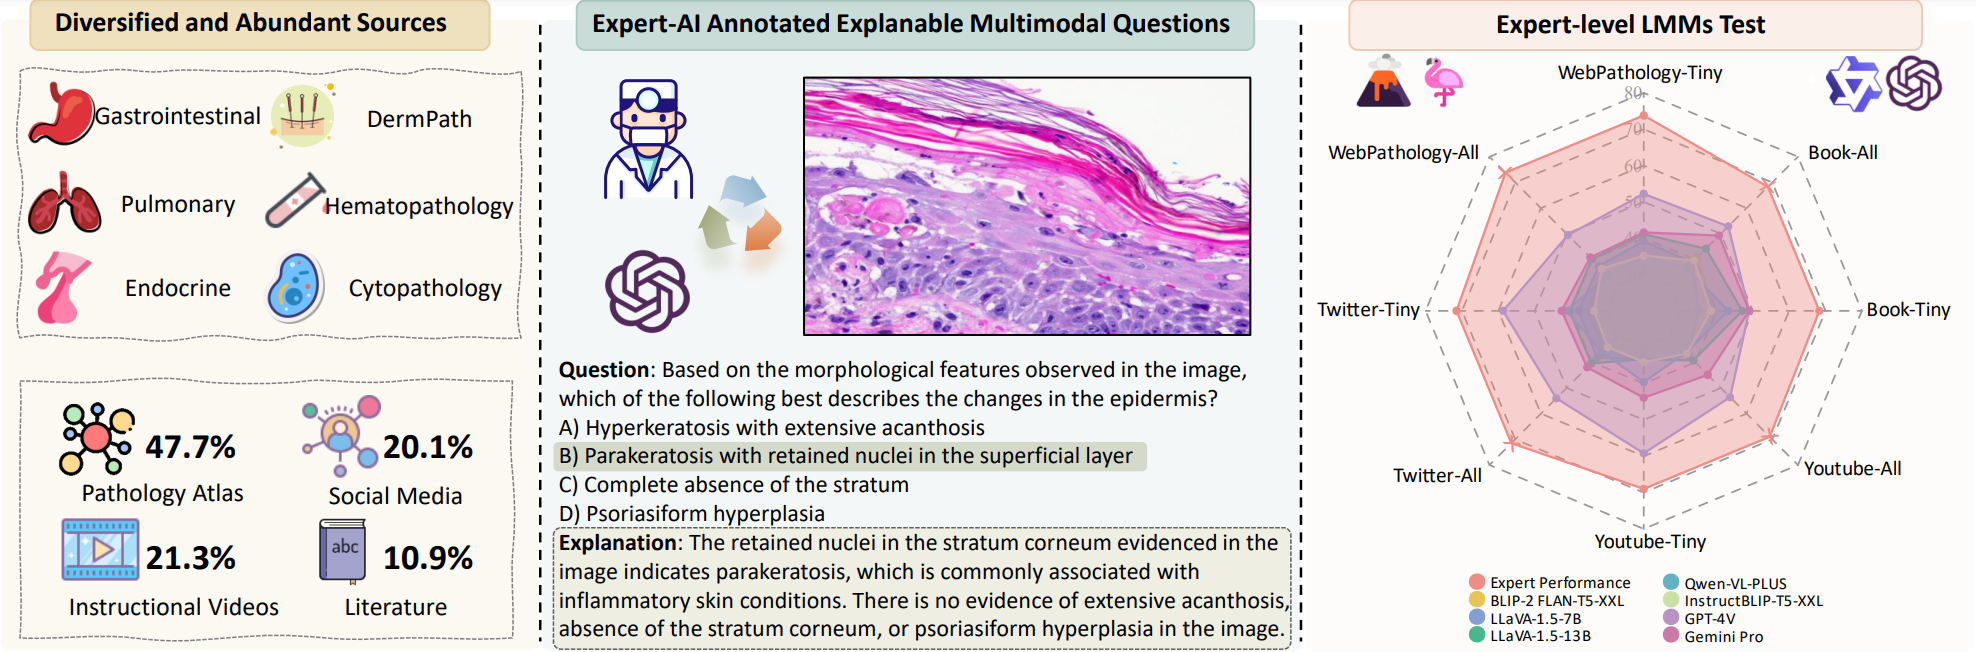 Diversified and Abundant Sources
Gastrointestinal
DermPath
Pulmonary
Hematopathology
Endocrine
Cytopathology
47.7%
20.1%
Pathology Atlas
Social Media
21.3%
abc
10.9%
Instructional Videos
Literature
Expert-AI Annotated Explanable Multimodal Questions
Question: Based on the morphological features observed in the image,
which of the following best describes the changes in the epidermis?
A) Hyperkeratosis with extensive acanthosis
B) Parakeratosis with retained nuclei in the superficial layer
C) Complete absence of the stratum
D) Psoriasiform hyperplasia
Explanation: The retained nuclei in the stratum corneum evidenced in the
image indicates parakeratosis, which is commonly associated with
inflammatory skin conditions. There is no evidence of extensive acanthosis,
absence of the stratum corneum, or psoriasiform hyperplasia in the image.
Expert-level LMMs Test
WebPathology-Tiny
80
70
60
50
WebPathology-All
Book-All
Twitter-Tiny
Book-Tiny
Twitter-All
Youtube-All
Youtube-Tiny
Expert Performance
BLIP-2 FLAN-T5-XXL
LLaVA-1.5-7B
LLaVA-1.5-13B
Qwen-VL-PLUS
InstructBLIP-T5-XXL
GPT-4V
Gemini Pro